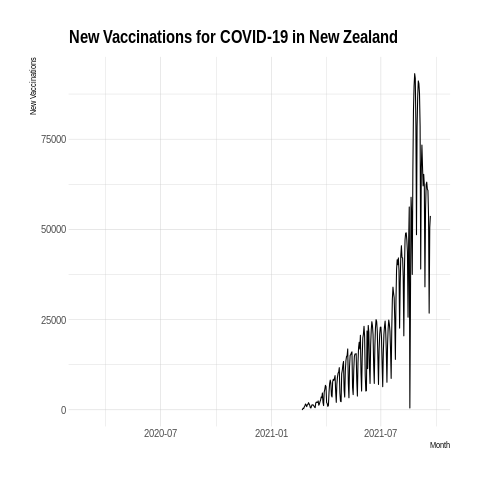 New Vaccinations for COVID-19 in New Zealand
New Vaccinations
75000
50000
25000
0
2020-07
2021-01
2021-07
Month